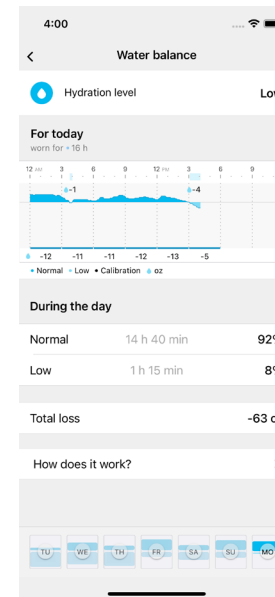 4:00
Water balance
Hydration level
For today
worn for • 16 h
12 AM 3 6 9 12 PM 3 6 9
-1 -4
-12 -11 -11 -12 -13 -5
• Normal • Low • Calibration oz
During the day
Normal 14 h 40 min 92
Low 1 h 15 min 8
Total loss -63
How does it work?
TU WE TH FR SA SU MO